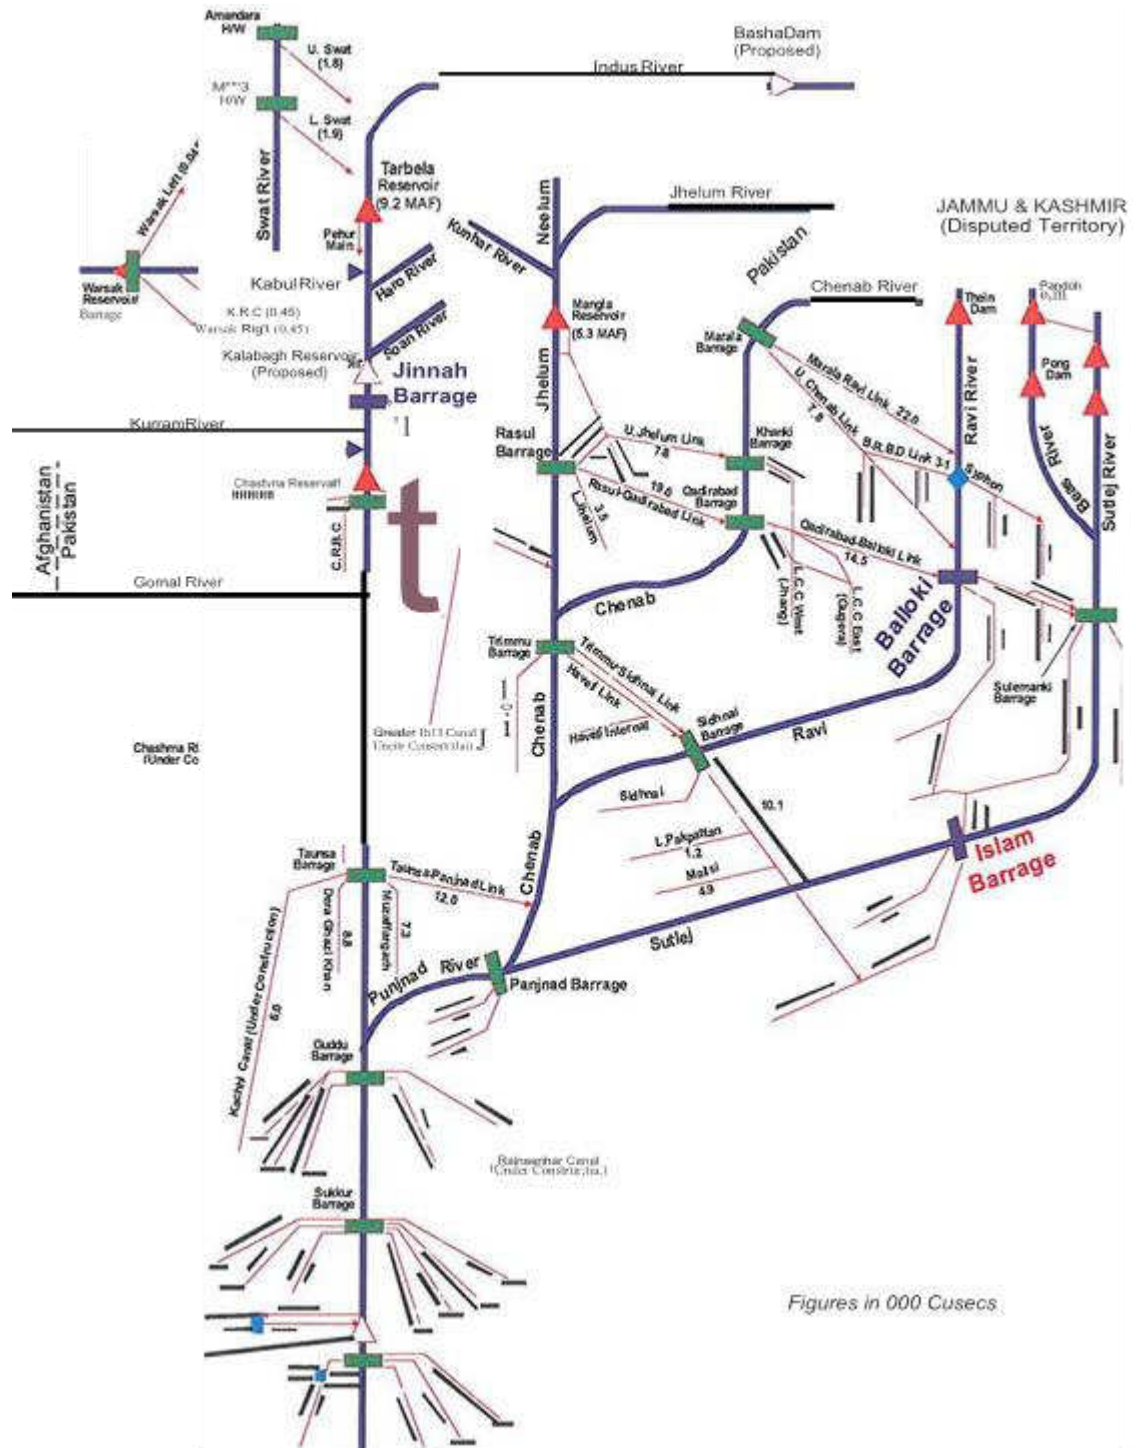 Amandara
H/W
U. Swat
(1.8)
H/W
L. Swat
(1.9)
Swat River
BashaDam
(Proposed)
Indus River
Tarbela
Reservoir
(9.2 MAF)
Pehur
Main
Warsak Left (0.04
Warsak
Reservoir/
Barrage
K.R.C (0.45)
(0.45)
Kabul River
Haro River
Soan River
Kalabagh Reservoir
(Proposed)
Jinnah
Barrage
Kurram River
Afghanistan
Pakistan
t
Gomal River
Neelum
Kunhar River
Jhelum River
Mangla
Reservoir
(5.3 MAF)
Jhelum
Pakistan
Chenab River
JAMMU & KASHMIR
(Disputed Territory)
Marala
Barrage
Marala Ravi Link 22.0
U. Chenab Link
7.8
B.R.B.D Link 3-1
Syphon
Thein
Dam
Ravi River
Pong
Dam
Beas River
Sutlej River
Rasul
Barrage
U. Jhelum Link
7.8
19.0
Rasul-Qadirabad Link
3.5
L.Jhelum
Khanki
Barrage
Qadirabad
Barrage
Qadirabad-Balloki Link
14.5
L.C.C West
(Jhang)
L.C.C East
(Gugera)
Chenab
Balloki
Barrage
Sulemanki
Barrage
Trimmu
Barrage
Trimmu-Sidhnai Link
Haveli Link
Haveli Internal
Sidhnai
Barrage
Ravi
Sidhnai
Chenab
10.1
L.Pakpattan
1.2
Mailsi
4.9
Islam
Barrage
Chashma Ri
(Under Co
Taunsa
Barrage
Taunsa-Panjnad Link
12.0
Dera Ghazi Khan
8.8
Muzaffargarh
7.3
Kachhi Canal (Under Construction)
6.0
Chenab
Sutlej
Punjnad River
Panjnad Barrage
Guddu
Barrage
Sukkur
Barrage
Figures in 000 Cusecs